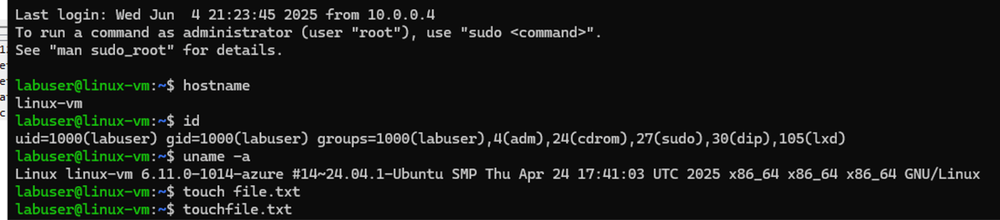 Last login: Wed Jun  4 21:23:45 2025 from 10.0.0.4
To run a command as administrator (user "root"), use "sudo <command>".
See "man sudo_root" for details.
labuser@linux-vm:~$ hostname
linux-vm
labuser@linux-vm:~$ id
uid=1000(labuser) gid=1000(labuser) groups=1000(labuser),4(adm),24(cdrom),27(sudo),30(dip),105(lxd)
labuser@linux-vm:~$ uname -a
Linux linux-vm 6.11.0-1014-azure #14~24.04.1-Ubuntu SMP Thu Apr 24 17:41:03 UTC 2025 x86_64 x86_64 x86_64 GNU/Linux
labuser@linux-vm:~$ touch file.txt
labuser@linux-vm:~$ touchfile.txt